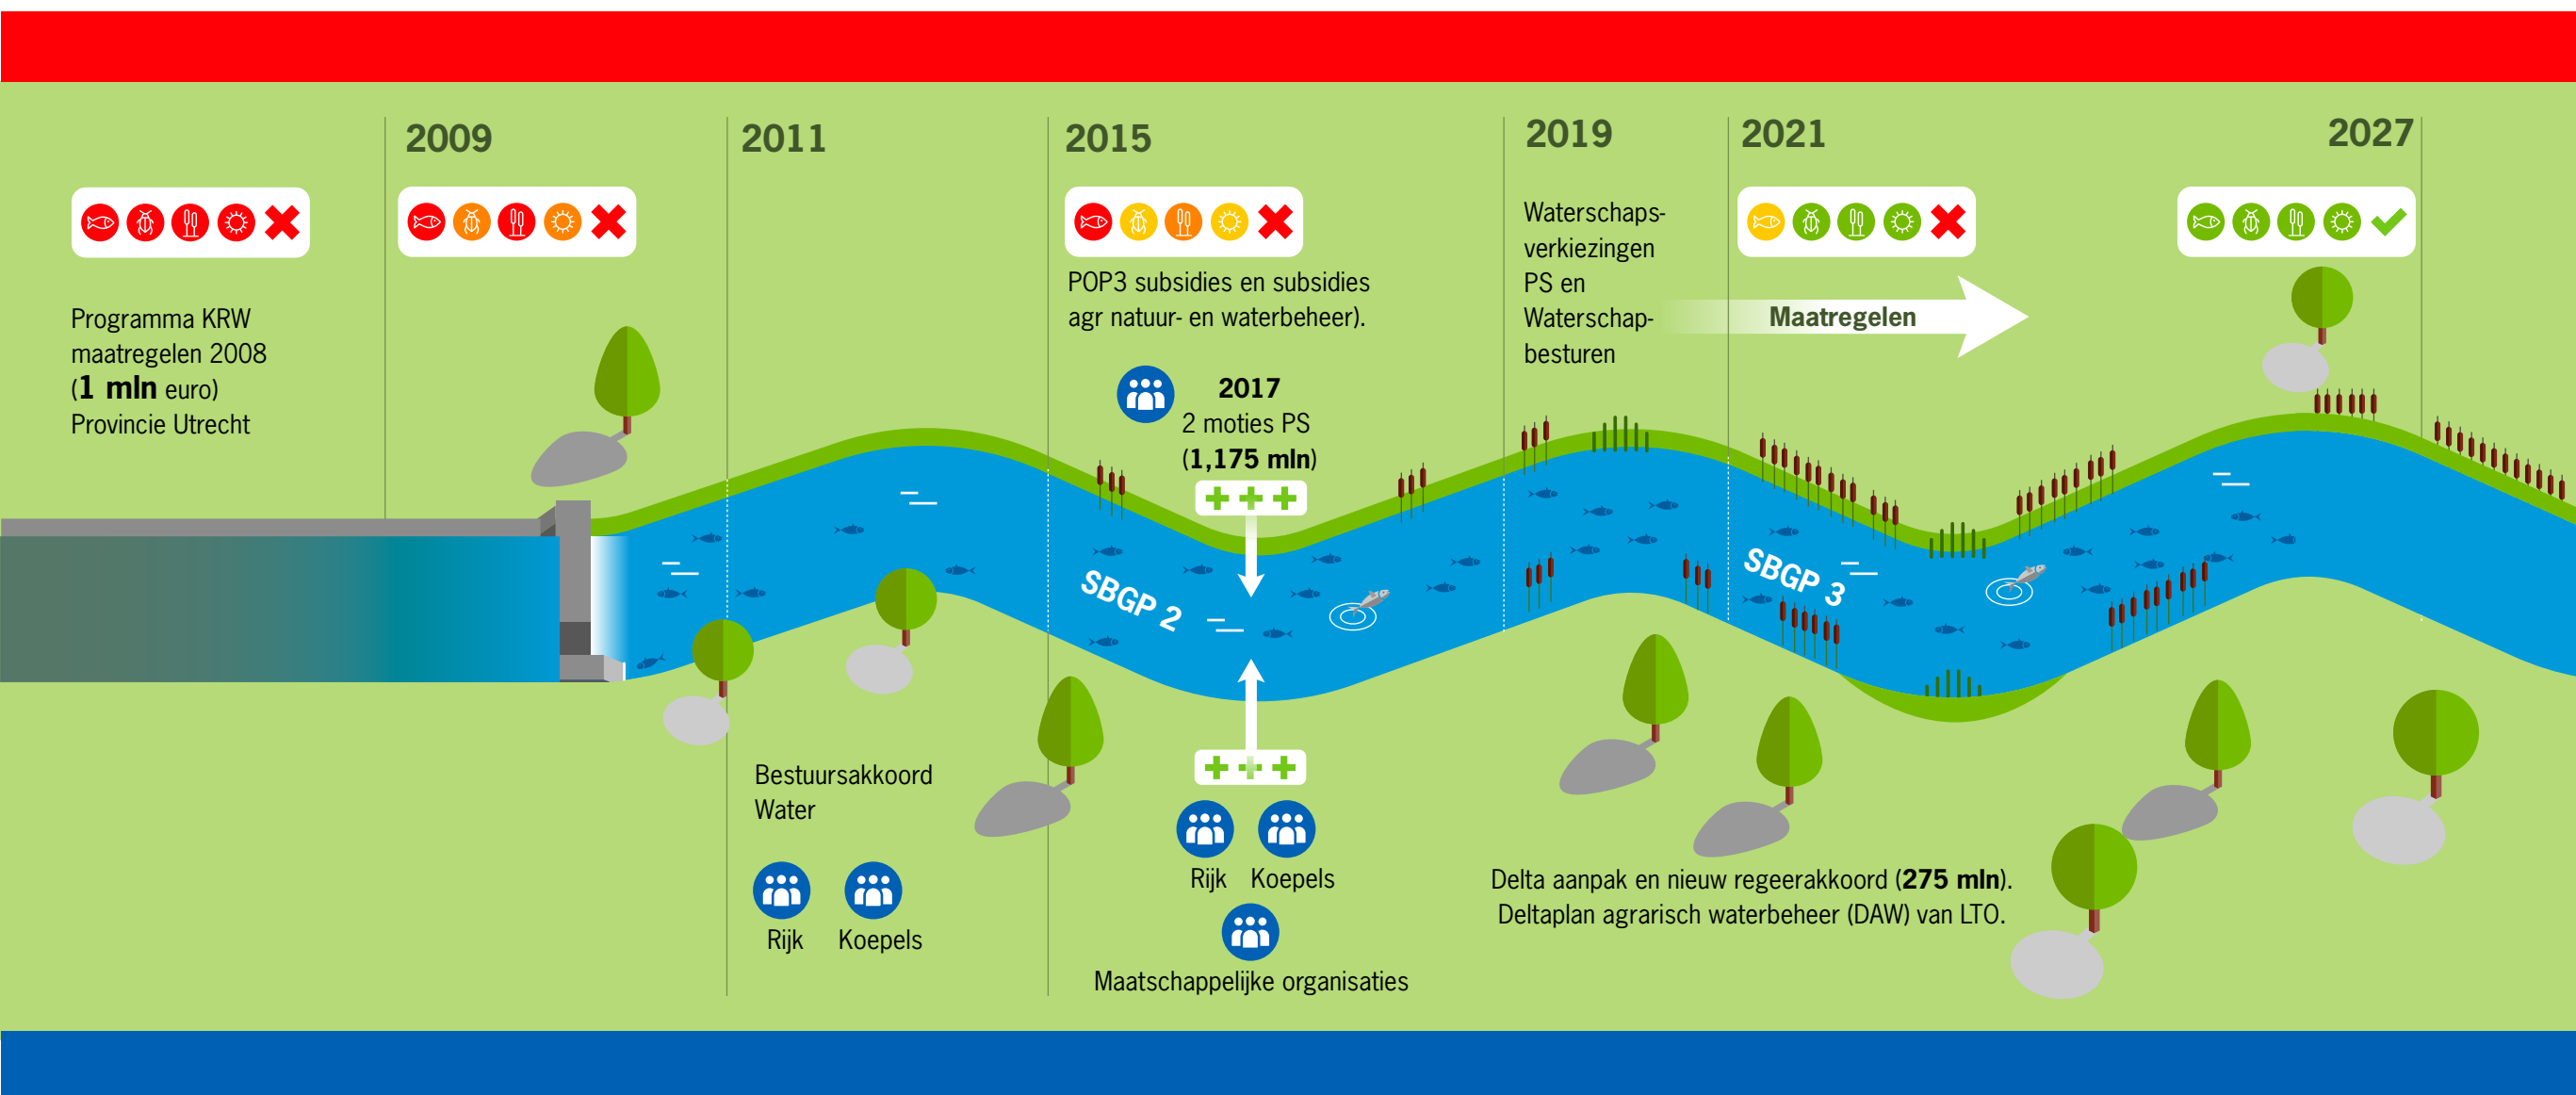 2009
2011
2015
2019
2021
2027
Programma KRW
maatregelen 2008
(1 mln euro)
Provincie Utrecht
POP3 subsidies en subsidies
agr natuur- en waterbeheer).
2017
2 moties PS
(1,175 mln)
Waterschaps-
verkiezingen
PS en
Waterschap-
besturen
Maatregelen
SBGP 2
SBGP 3
Bestuursakkoord
Water
Rijk
Koepels
Rijk
Koepels
Maatschappelijke organisaties
Delta aanpak en nieuw regeerakkoord (275 mln).
Deltaplan agrarisch waterbeheer (DAW) van LTO.